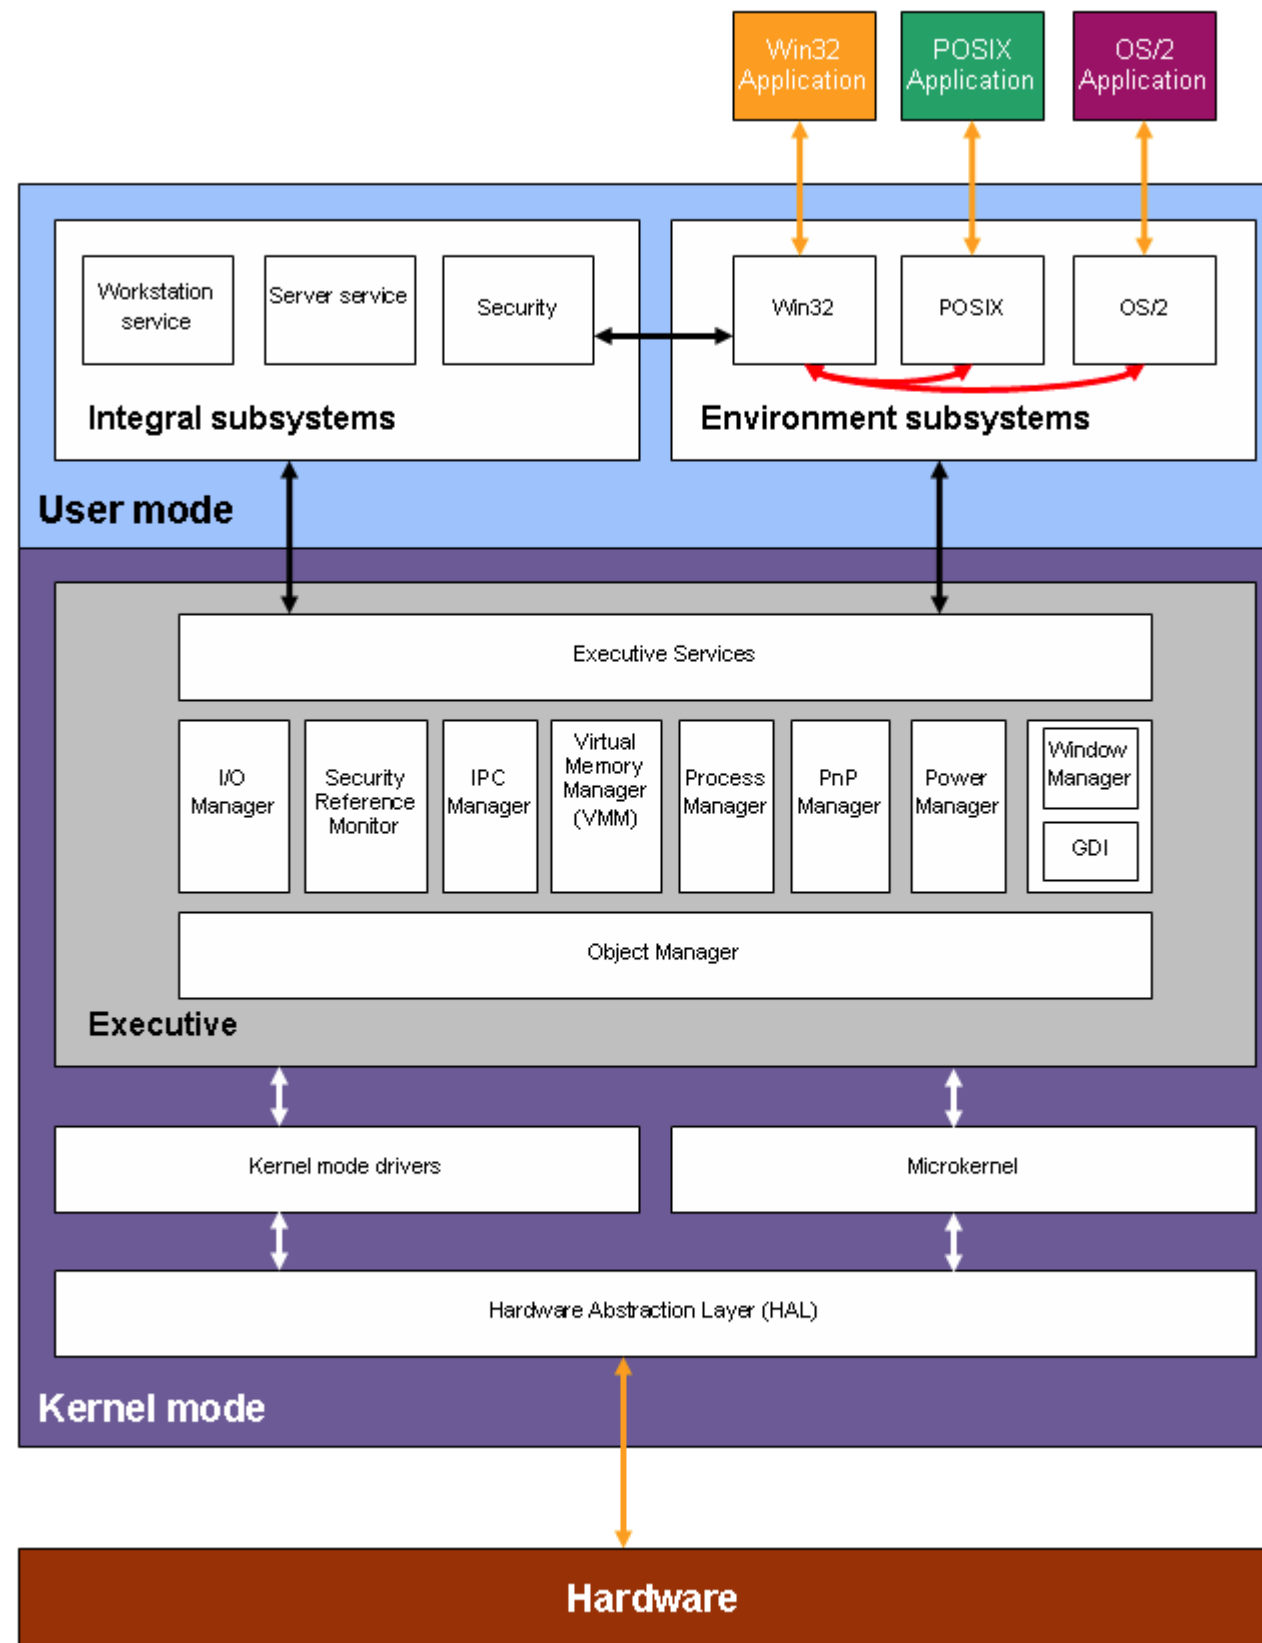 Win32
Application
POSIX
Application
OS/2
Application
Workstation
service
Server service
Security
Win32
POSIX
OS/2
Integral subsystems
Environment subsystems
User mode
Executive Services
I/O
Manager
Security
Reference
Monitor
IPC
Manager
Virtual
Memory
Manager
(VMM)
Process
Manager
PnP
Manager
Power
Manager
Window
Manager
GDI
Object Manager
Executive
Kernel mode drivers
Microkernel
Hardware Abstraction Layer (HAL)
Kernel mode
Hardware